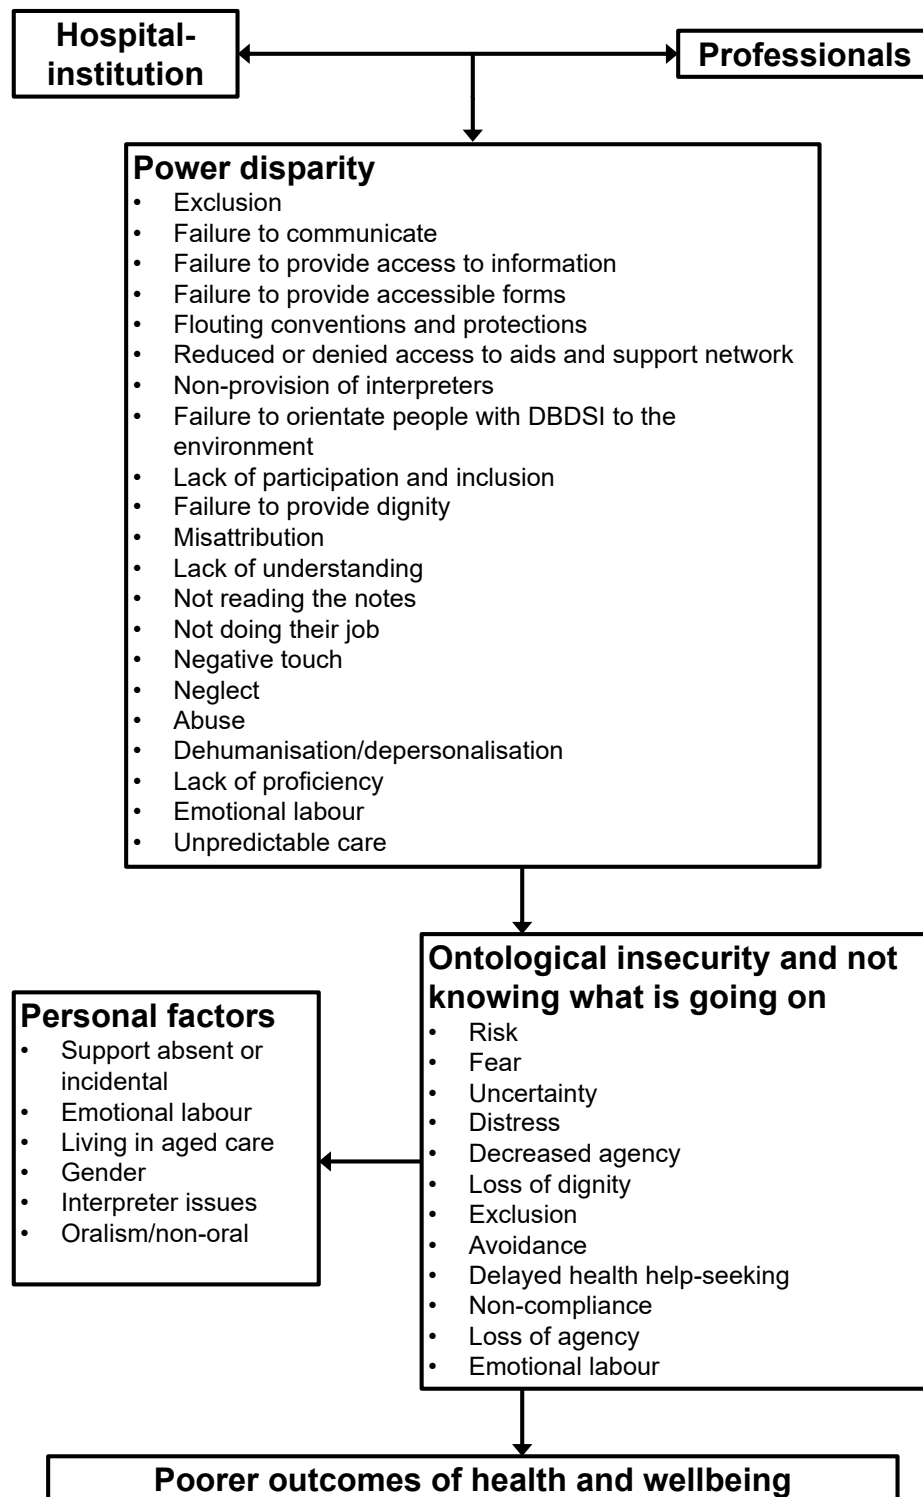 Hospital-
institution
Professionals
Power disparity
• Exclusion
• Failure to communicate
• Failure to provide access to information
• Failure to provide accessible forms
• Flouting conventions and protections
• Reduced or denied access to aids and support network
• Non-provision of interpreters
• Failure to orientate people with DBDSI to the
environment
• Lack of participation and inclusion
• Failure to provide dignity
• Misattribution
• Lack of understanding
• Not reading the notes
• Not doing their job
• Negative touch
• Neglect
• Abuse
• Dehumanisation/depersonalisation
• Lack of proficiency
• Emotional labour
• Unpredictable care
Ontological insecurity and not
knowing what is going on
• Risk
• Fear
• Uncertainty
• Distress
• Decreased agency
• Loss of dignity
• Exclusion
• Avoidance
• Delayed health help-seeking
• Non-compliance
• Loss of agency
• Emotional labour
Personal factors
• Support absent or
incidental
• Emotional labour
• Living in aged care
• Gender
• Interpreter issues
• Oralism/non-oral
Poorer outcomes of health and wellbeing